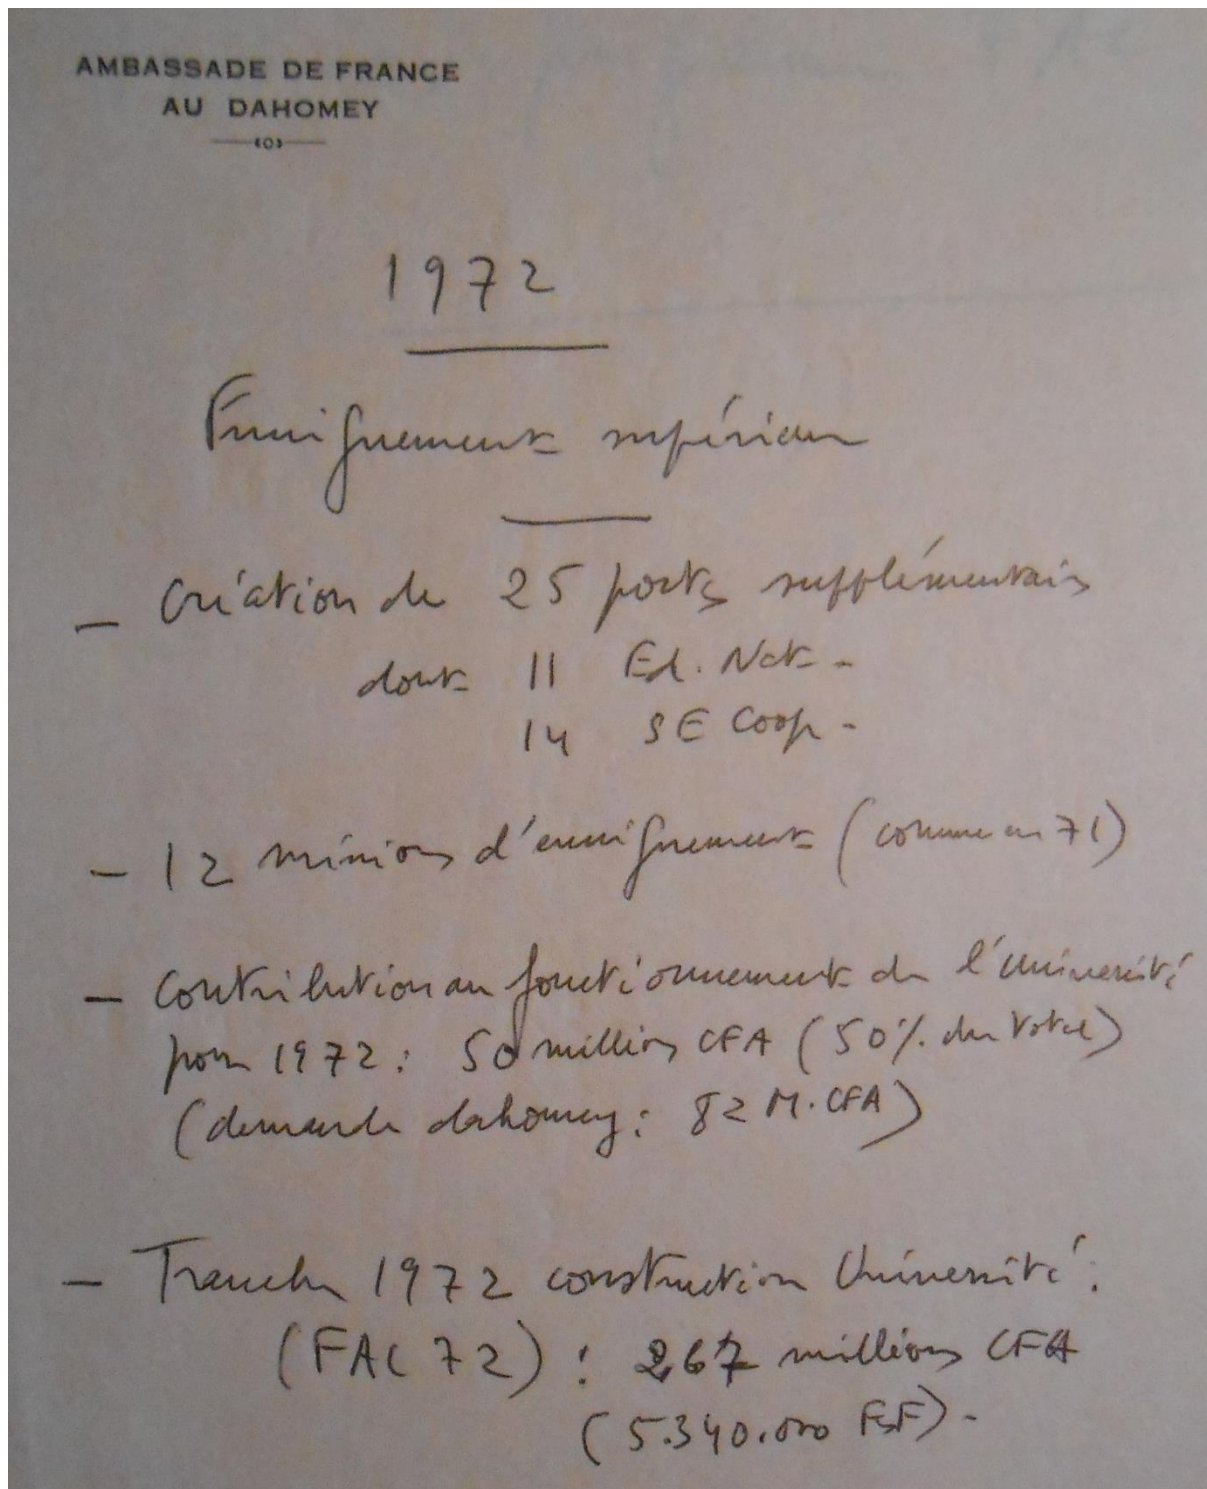 AMBASSADE DE FRANCE
AU DAHOMEY
1972
Enseignement supérieur
– Création de 25 postes supplémentaires
dont 11 Ed. Nat -
14 SE Coop -
– 12 missions d'enseignement (comme en 71)
– Contribution au fonctionnement de l'Université
pour 1972 : 50 millions CFA (50% du total)
(demande dahomey : 82 M.CFA)
– Tranche 1972 construction Université :
(FAC 72) : 267 millions CFA
(5.340.000 FF) -